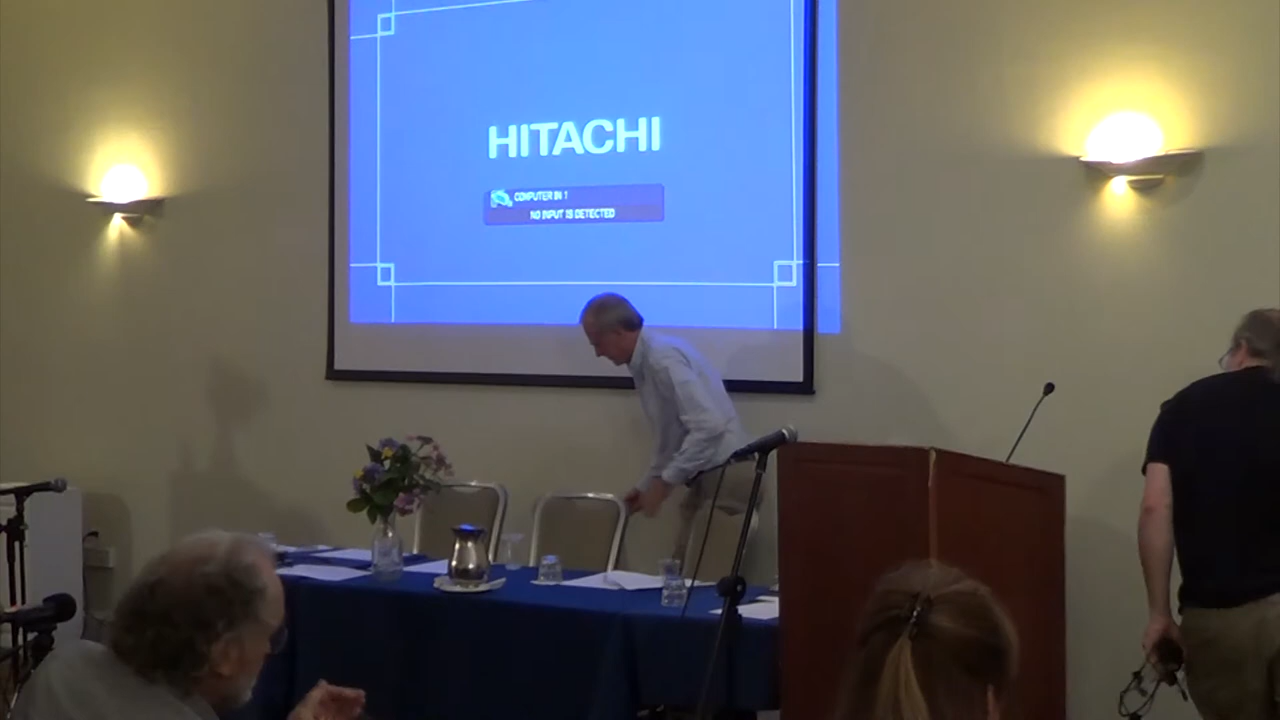 HITACHI
COMPUTER IN 1
NO INPUT IS DETECTED